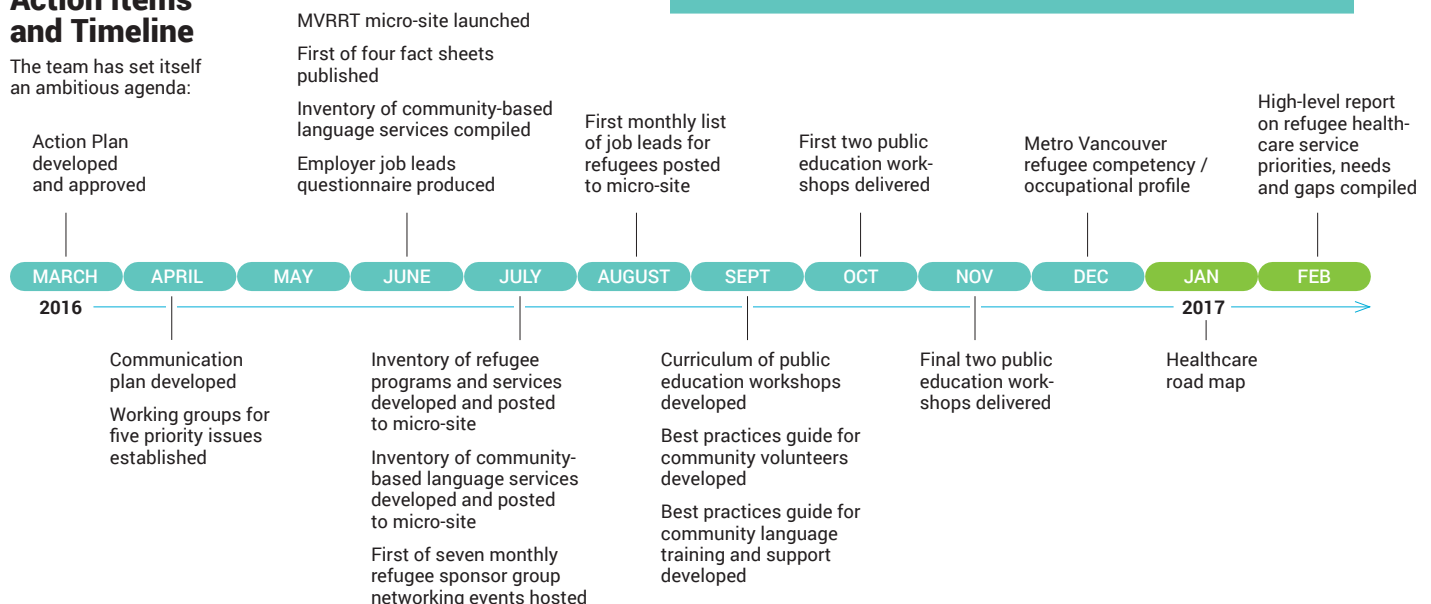 Action Items
and Timeline
The team has set itself
an ambitious agenda:
Action Plan
developed
and approved
MVRRT micro-site launched
First of four fact sheets
published
Inventory of community-based
language services compiled
Employer job leads
questionnaire produced
First monthly list
of job leads for
refugees posted
to micro-site
First two public
education work-
shops delivered
Metro Vancouver
refugee competency /
occupational profile
High-level report
on refugee health-
care service
priorities, needs
and gaps compiled
MARCH APRIL MAY JUNE JULY AUGUST SEPT OCT NOV DEC JAN FEB
2016 2017
Communication
plan developed
Working groups for
five priority issues
established
Inventory of refugee
programs and services
developed and posted
to micro-site
Inventory of community-
based language services
developed and posted
to micro-site
First of seven monthly
refugee sponsor group
networking events hosted
Curriculum of public
education workshops
developed
Best practices guide for
community volunteers
developed
Best practices guide for
community language
training and support
developed
Final two public
education work-
shops delivered
Healthcare
road map